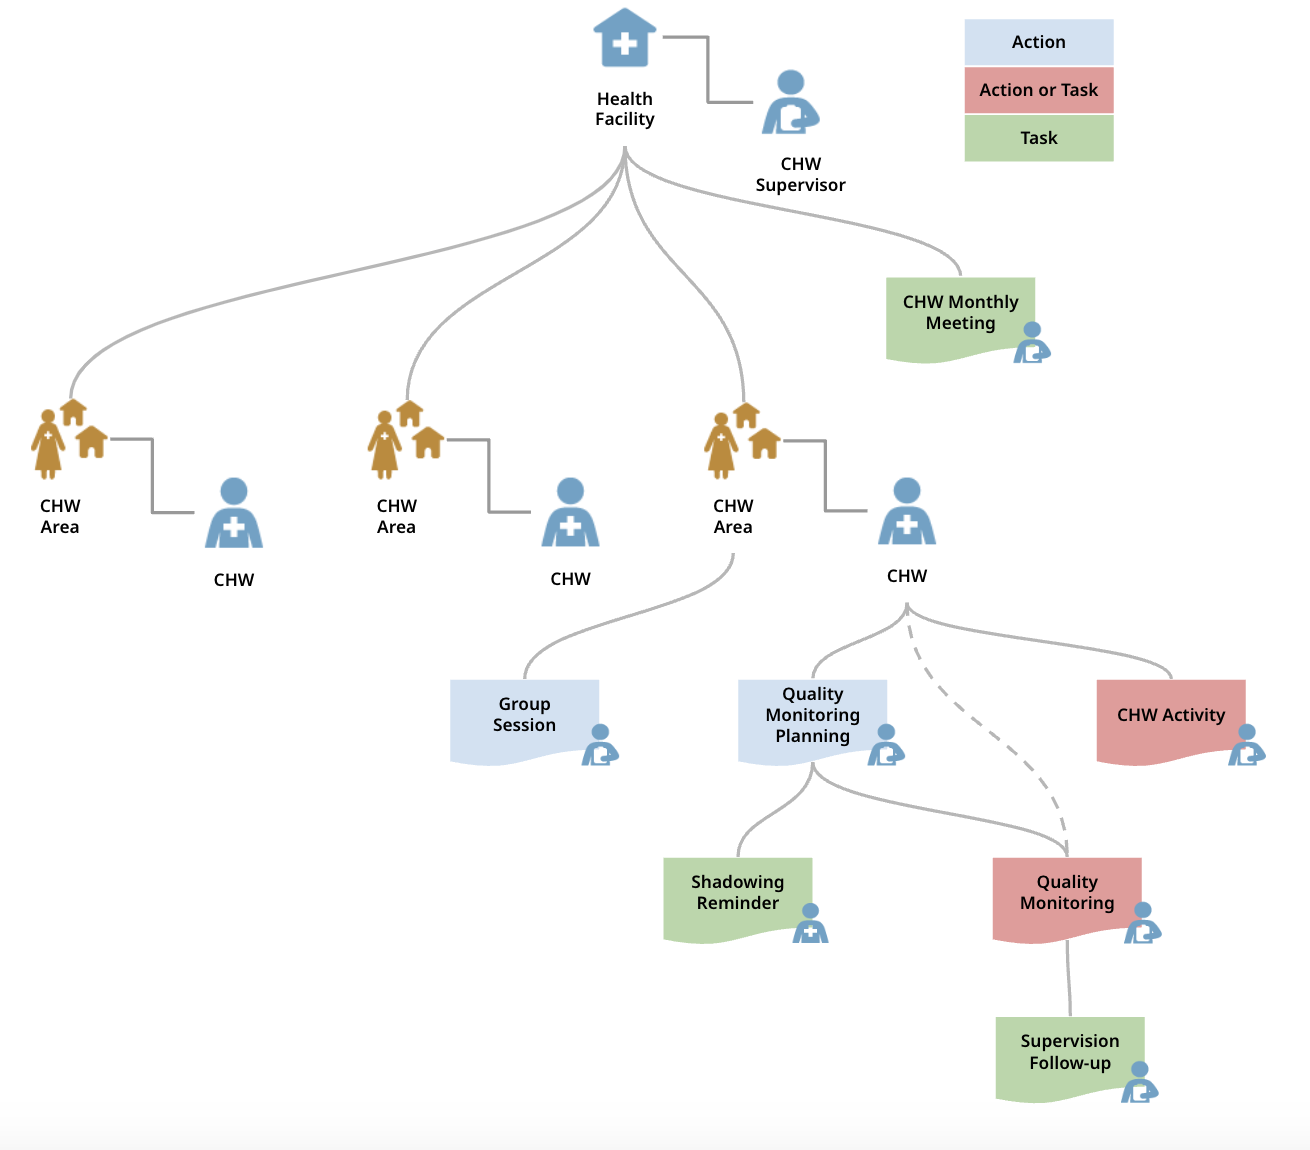 Health
Facility
CHW
Supervisor
Action
Action or Task
Task
CHW Monthly
Meeting
CHW
Area
CHW
CHW
Area
CHW
CHW
Area
CHW
Group
Session
Quality
Monitoring
Planning
CHW Activity
Shadowing
Reminder
Quality
Monitoring
Supervision
Follow-up